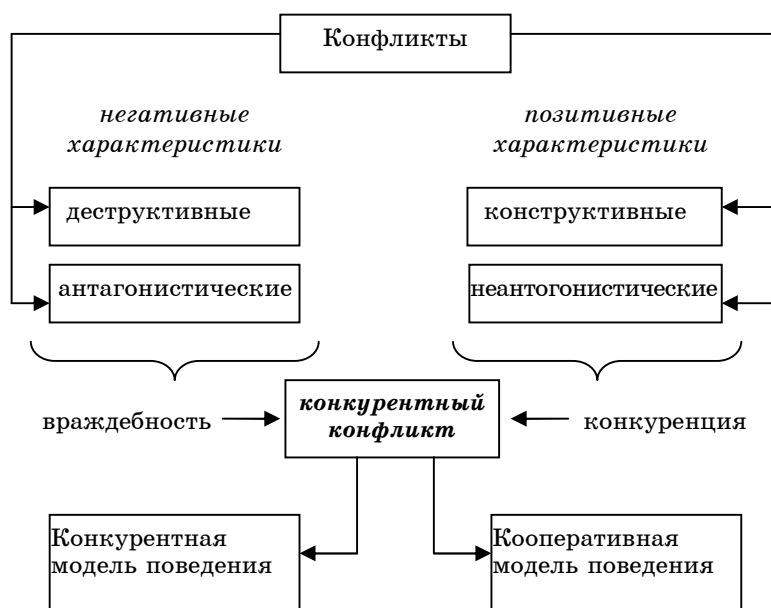 Конфликты
негативные
характеристики
позитивные
характеристики
деструктивные
конструктивные
антагонистические
неантогонистические
враждебность
конкурентный
конфликт
конкуренция
Конкурентная
модель поведения
Кооперативная
модель поведения